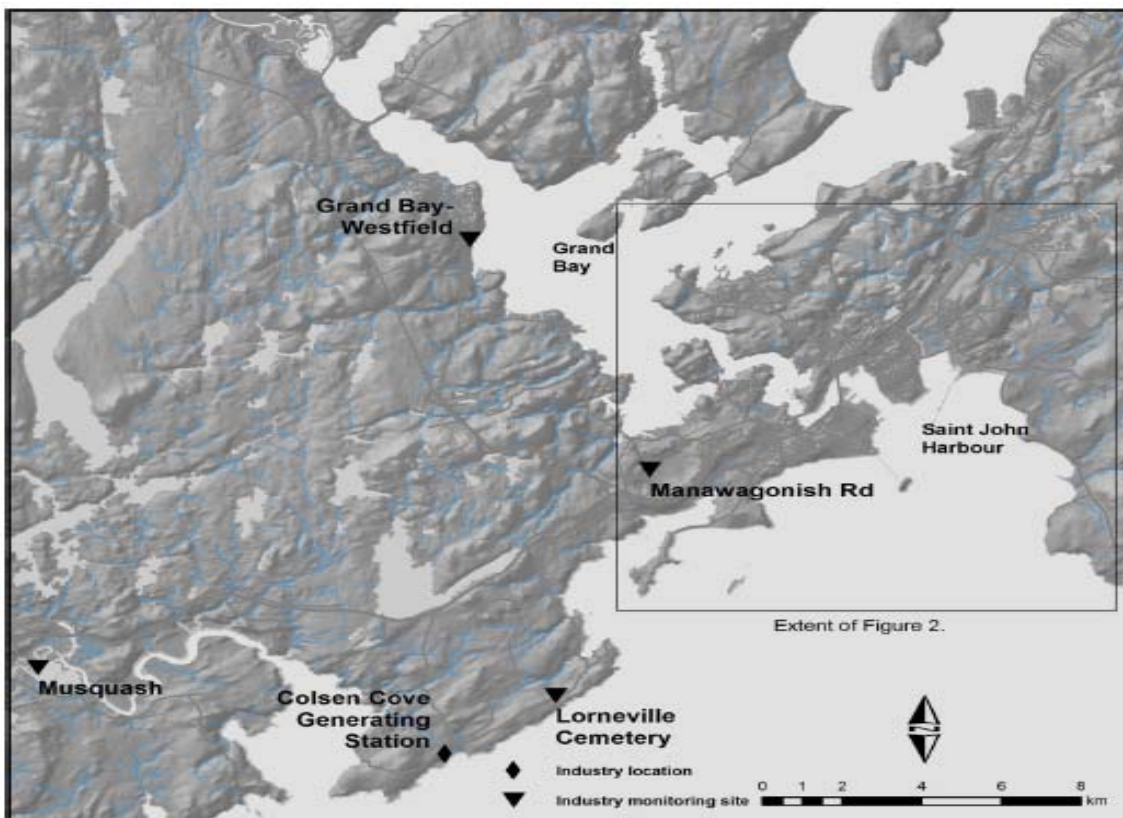 Grand Bay-
Westfield
Grand
Bay
Saint John
Harbour
Manawagonish Rd
Extent of Figure 2.
Musquash
Colsen Cove
Generating
Station
Lorneville
Cemetery
Industry location
Industry monitoring site
0 1 2 4 6 8
km